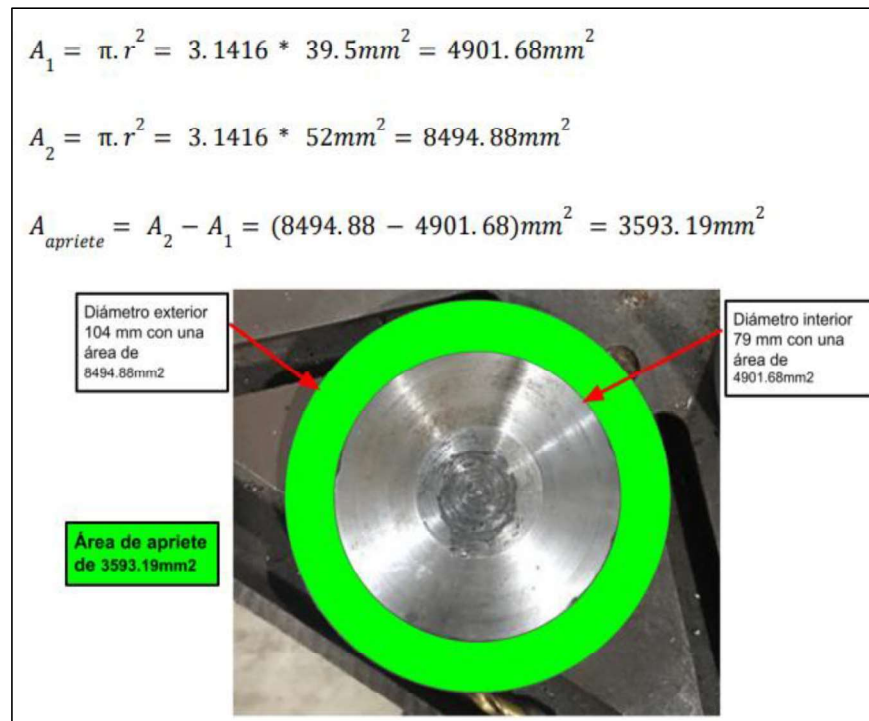 A₁ = π.r² = 3.1416 * 39.5mm² = 4901.68mm²
A₂ = π.r² = 3.1416 * 52mm² = 8494.88mm²
A_apriete = A₂ − A₁ = (8494.88 − 4901.68)mm² = 3593.19mm²
Diámetro exterior
104 mm con una
área de
8494.88mm2
Diámetro interior
79 mm con una
área de
4901.68mm2
Área de apriete
de 3593.19mm2